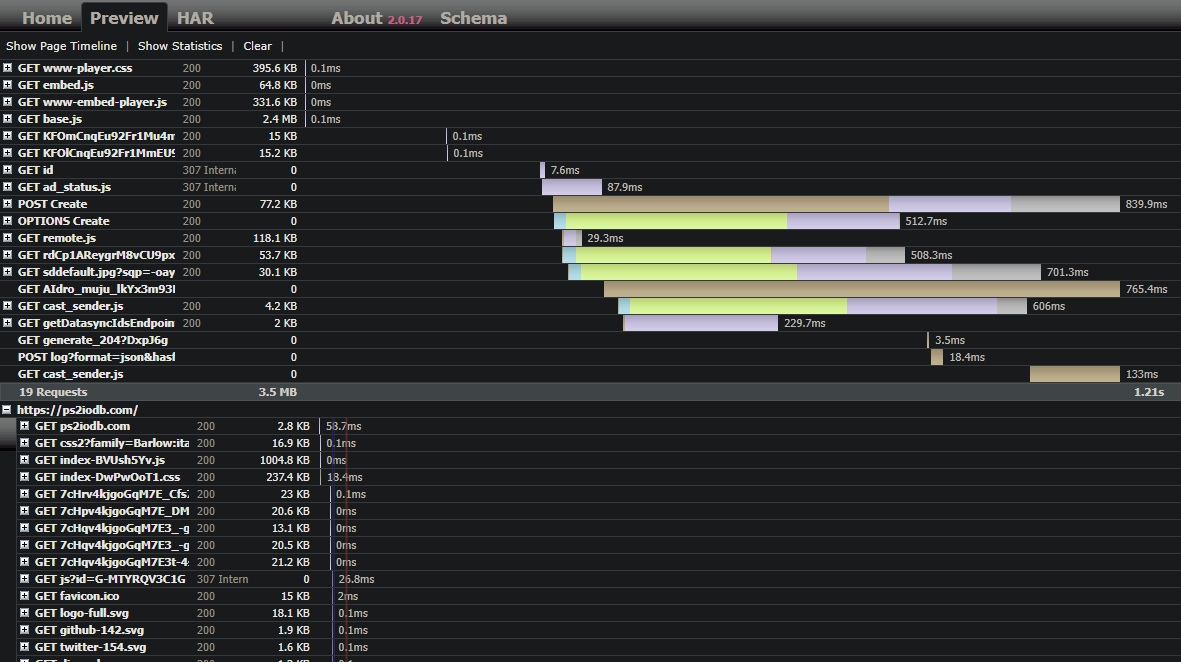 Home Preview HAR About 2.0.17 Schema
Show Page Timeline | Show Statistics | Clear |
GET www-player.css 200 395.6 KB 0.1ms
GET embed.js 200 64.8 KB 0ms
GET www-embed-player.js 200 331.6 KB 0ms
GET base.js 200 2.4 MB 0.1ms
GET KFOmCnqEu92Fr1Mu4m 200 15 KB 0.1ms
GET KFOlCnqEu92Fr1MmEU9 200 15.2 KB 0.1ms
GET id 307 Interna 0 7.6ms
GET ad_status.js 307 Interna 0 87.9ms
POST Create 200 77.2 KB 839.9ms
OPTIONS Create 200 0 512.7ms
GET remote.js 200 118.1 KB 29.3ms
GET rdCp1AReygrM8vCU9px 200 53.7 KB 508.3ms
GET sddefault.jpg?sqp=-oay 200 30.1 KB 701.3ms
GET AIdro_muju_lkYx3m93l 0 765.4ms
GET cast_sender.js 200 4.2 KB 606ms
GET getDatasyncIdsEndpoin 200 2 KB 229.7ms
GET generate_204?DxpJ6g 0 3.5ms
POST log?format=json&hasl 0 18.4ms
GET cast_sender.js 0 133ms
19 Requests 3.5 MB 1.21s
https://ps2iodb.com/
GET ps2iodb.com 200 2.8 KB 58.7ms
GET css2?family=Barlow:ita 200 16.9 KB 0.1ms
GET index-BVUsh5Yv.js 200 1004.8 KB 0ms
GET index-DwPwOoT1.css 200 237.4 KB 18.4ms
GET 7cHrv4kjgoGqM7E_Cfs7 200 23 KB 0.1ms
GET 7cHpv4kjgoGqM7E_DM 200 20.6 KB 0ms
GET 7cHqv4kjgoGqM7E3_-g 200 13.1 KB 0ms
GET 7cHqv4kjgoGqM7E3_-g 200 20.5 KB 0ms
GET 7cHqv4kjgoGqM7E3t-4s 200 21.2 KB 0ms
GET js?id=G-MTYRQV3C1G 307 Intern 0 26.8ms
GET favicon.ico 200 15 KB 2ms
GET logo-full.svg 200 18.1 KB 0.1ms
GET github-142.svg 200 1.9 KB 0.1ms
GET twitter-154.svg 200 1.6 KB 0.1ms